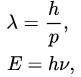 λ = h/p,
E = hν,